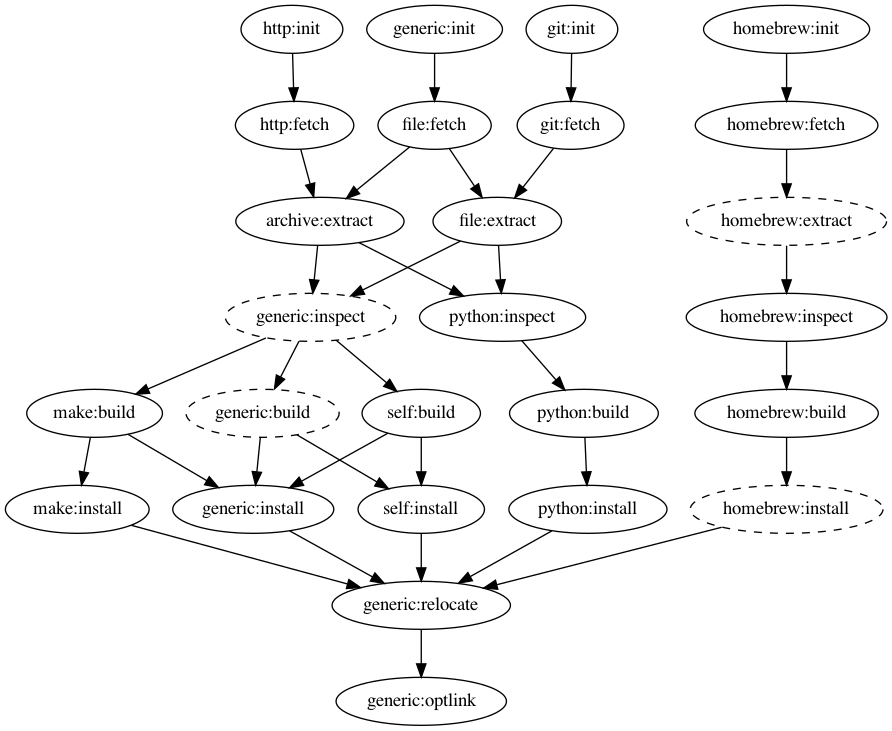 http:init
generic:init
git:init
homebrew:init
http:fetch
file:fetch
git:fetch
homebrew:fetch
archive:extract
file:extract
homebrew:extract
generic:inspect
python:inspect
homebrew:inspect
make:build
generic:build
self:build
python:build
homebrew:build
make:install
generic:install
self:install
python:install
homebrew:install
generic:relocate
generic:optlink